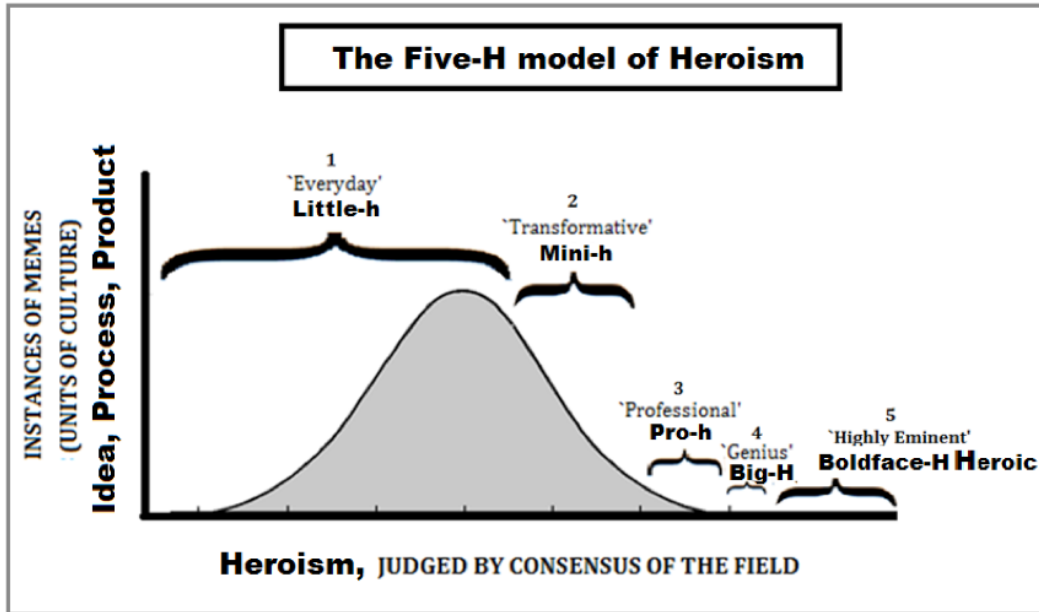 The Five-H model of Heroism
INSTANCES OF MEMES
(UNITS OF CULTURE)
Idea, Process, Product
1
`Everyday'
Little-h
2
`Transformative'
Mini-h
3
`Professional'
Pro-h
4
`Genius'
Big-H
5
`Highly Eminent'
Boldface-H Heroic
Heroism, JUDGED BY CONSENSUS OF THE FIELD